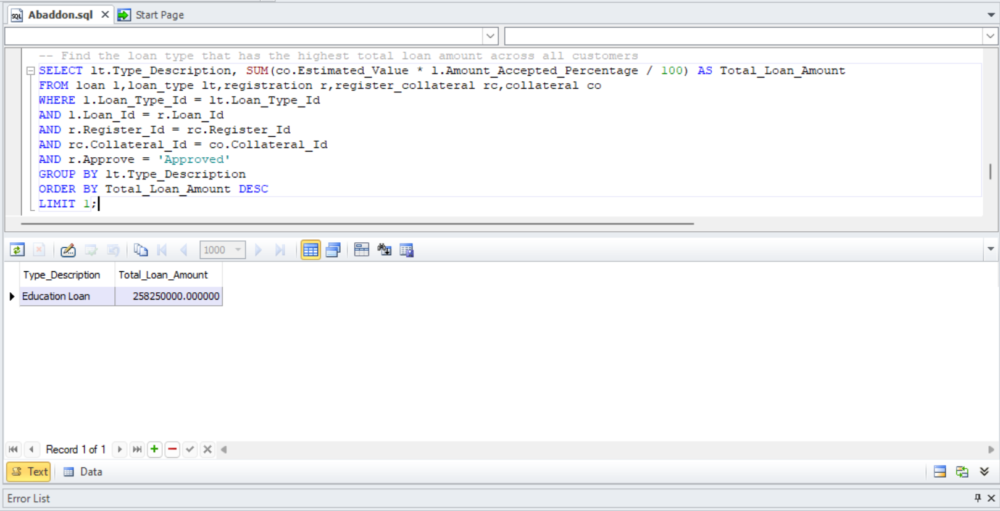 Abaddon.sql
Start Page
-- Find the loan type that has the highest total loan amount across all customers
SELECT lt.Type_Description, SUM(co.Estimated_Value * l.Amount_Accepted_Percentage / 100) AS Total_Loan_Amount
FROM loan l,loan_type lt,registration r,register_collateral rc,collateral co
WHERE l.Loan_Type_Id = lt.Loan_Type_Id
AND l.Loan_Id = r.Loan_Id
AND r.Register_Id = rc.Register_Id
AND rc.Collateral_Id = co.Collateral_Id
AND r.Approve = 'Approved'
GROUP BY lt.Type_Description
ORDER BY Total_Loan_Amount DESC
LIMIT 1;
1000
Type_Description Total_Loan_Amount
Education Loan 258250000.000000
Record 1 of 1
Text Data
Error List